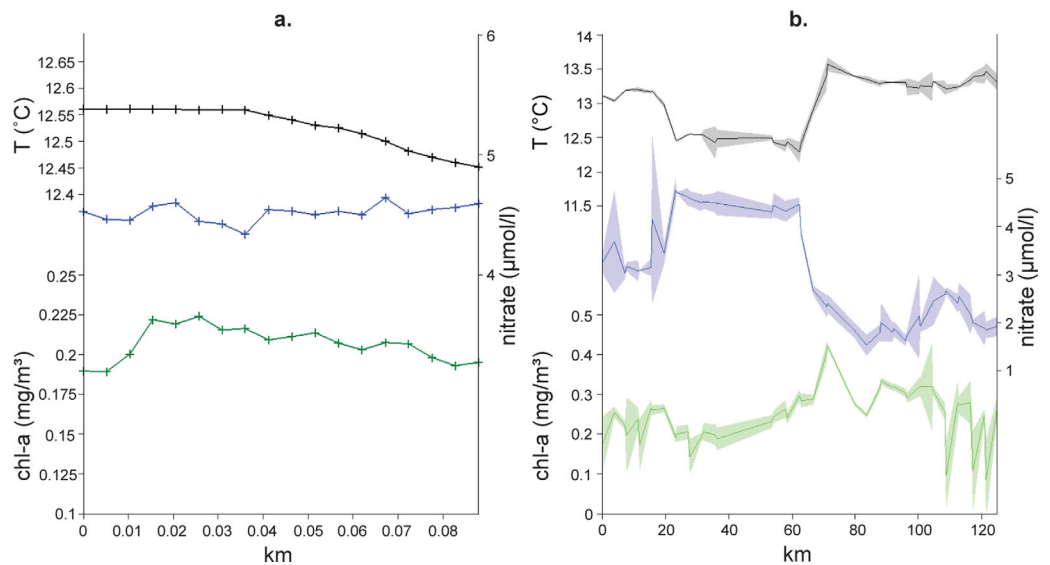 a.
12.65
12.6
12.55
12.5
12.45
12.4
T (˚C)
0.25
0.225
0.2
0.175
0.15
0.125
0.1
chl-a (mg/m³)
6
5
4
nitrate (µmol/l)
0 0.01 0.02 0.03 0.04 0.05 0.06 0.07 0.08
km
b.
14
13.5
13
12.5
12
11.5
T (°C)
0.5
0.4
0.3
0.2
0.1
0
chl-a (mg/m³)
5
4
3
2
1
nitrate (µmol/l)
0 20 40 60 80 100 120
km